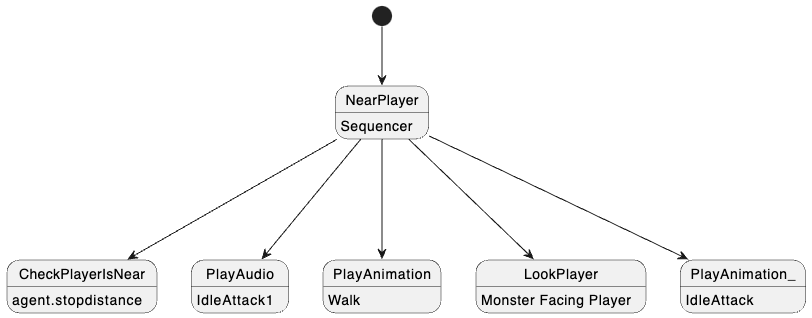 NearPlayer
Sequencer
CheckPlayerIsNear
agent.stopdistance
PlayAudio
IdleAttack1
PlayAnimation
Walk
LookPlayer
Monster Facing Player
PlayAnimation_
IdleAttack